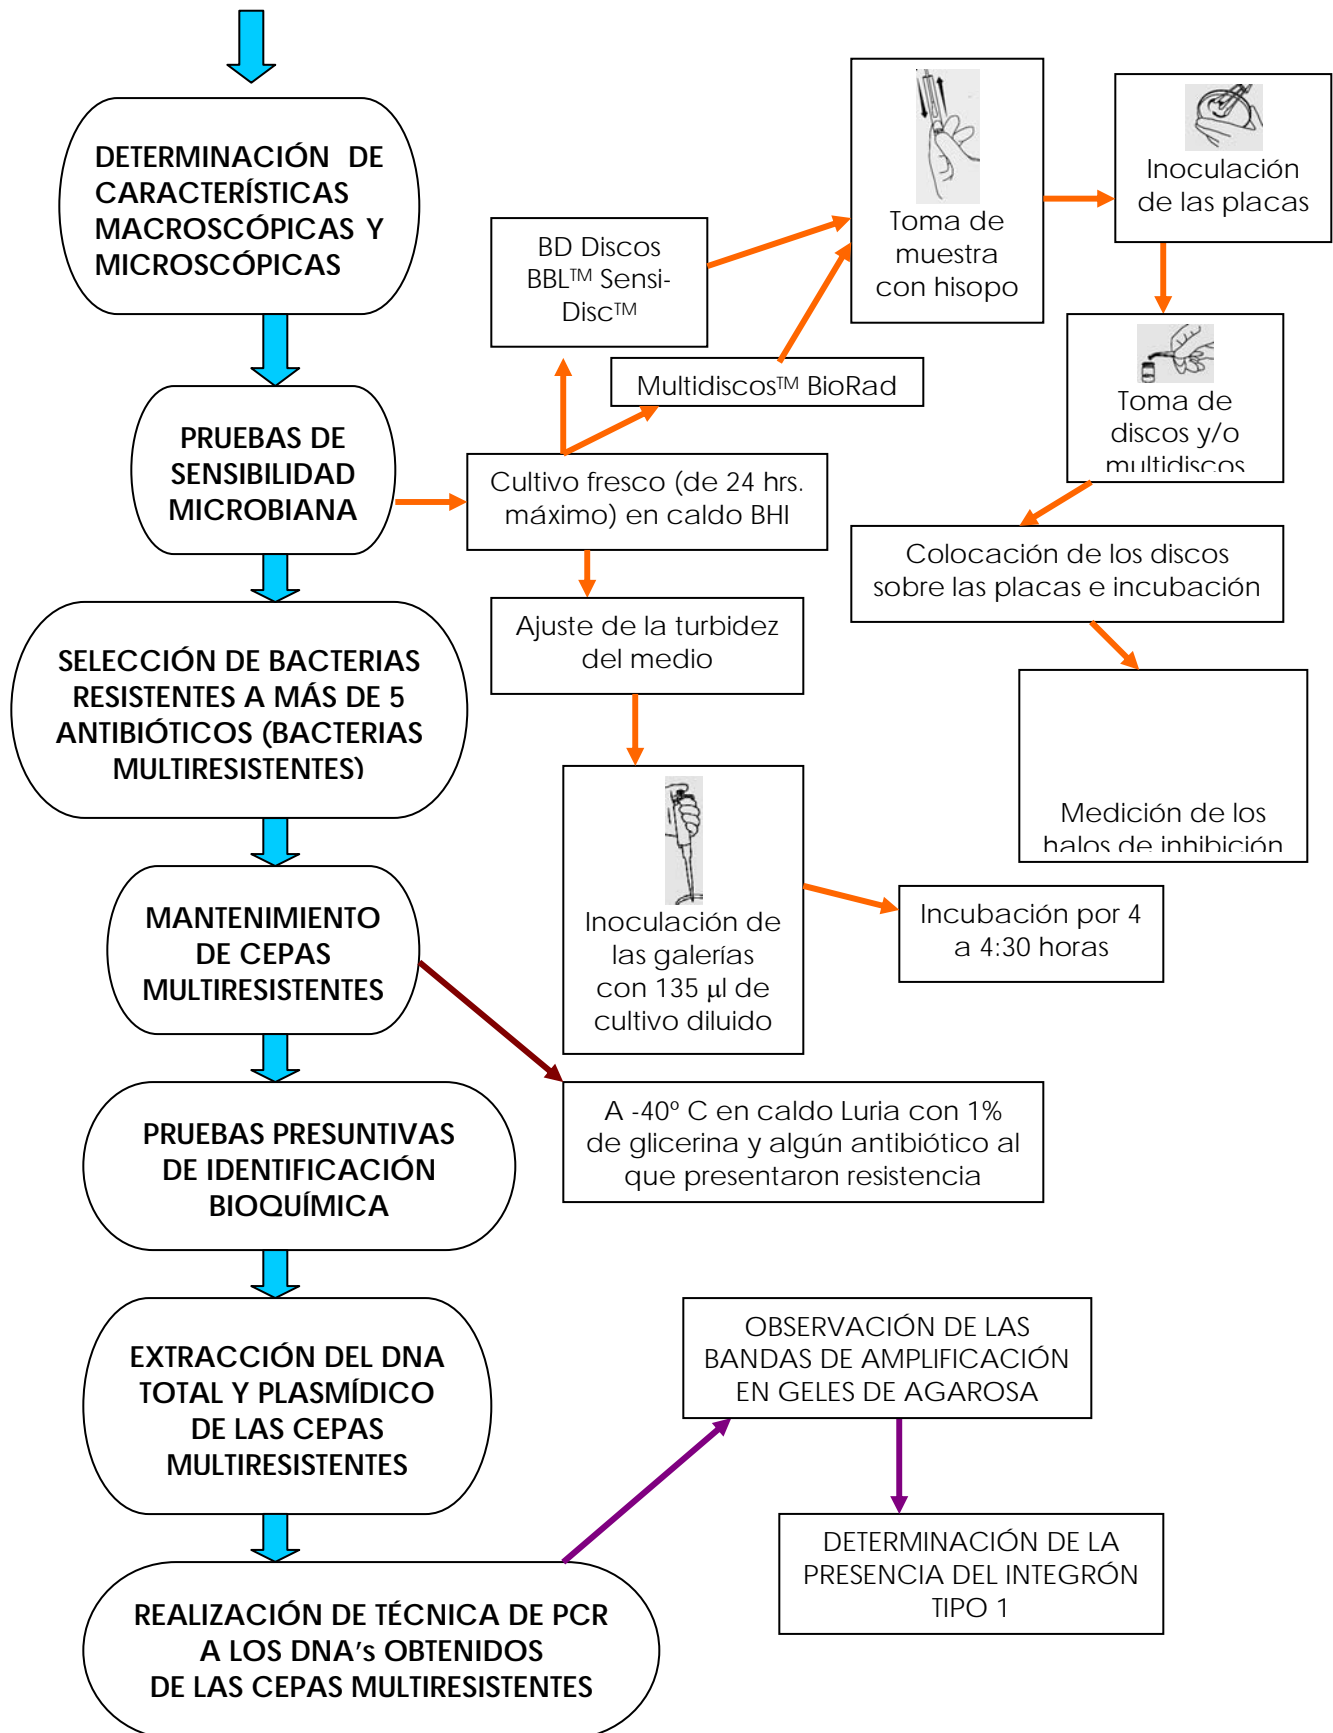 DETERMINACIÓN DE
CARACTERÍSTICAS
MACROSCÓPICAS Y
MICROSCÓPICAS
PRUEBAS DE
SENSIBILIDAD
MICROBIANA
SELECCIÓN DE BACTERIAS
RESISTENTES A MÁS DE 5
ANTIBIÓTICOS (BACTERIAS
MULTIRESISTENTES)
MANTENIMIENTO
DE CEPAS
MULTIRESISTENTES
PRUEBAS PRESUNTIVAS
DE IDENTIFICACIÓN
BIOQUÍMICA
EXTRACCIÓN DEL DNA
TOTAL Y PLASMÍDICO
DE LAS CEPAS
MULTIRESISTENTES
REALIZACIÓN DE TÉCNICA DE PCR
A LOS DNA's OBTENIDOS
DE LAS CEPAS MULTIRESISTENTES
BD Discos
BBL™ Sensi-
Disc™
Multidiscos™ BioRad
Cultivo fresco (de 24 hrs.
máximo) en caldo BHI
Toma de
muestra
con hisopo
Inoculación
de las placas
Toma de
discos y/o
multidiscos
Colocación de los discos
sobre las placas e incubación
Medición de los
halos de inhibición
Ajuste de la turbidez
del medio
Inoculación de
las galerías
con 135 µl de
cultivo diluido
Incubación por 4
a 4:30 horas
A -40º C en caldo Luria con 1%
de glicerina y algún antibiótico al
que presentaron resistencia
OBSERVACIÓN DE LAS
BANDAS DE AMPLIFICACIÓN
EN GELES DE AGAROSA
DETERMINACIÓN DE LA
PRESENCIA DEL INTEGRÓN
TIPO 1